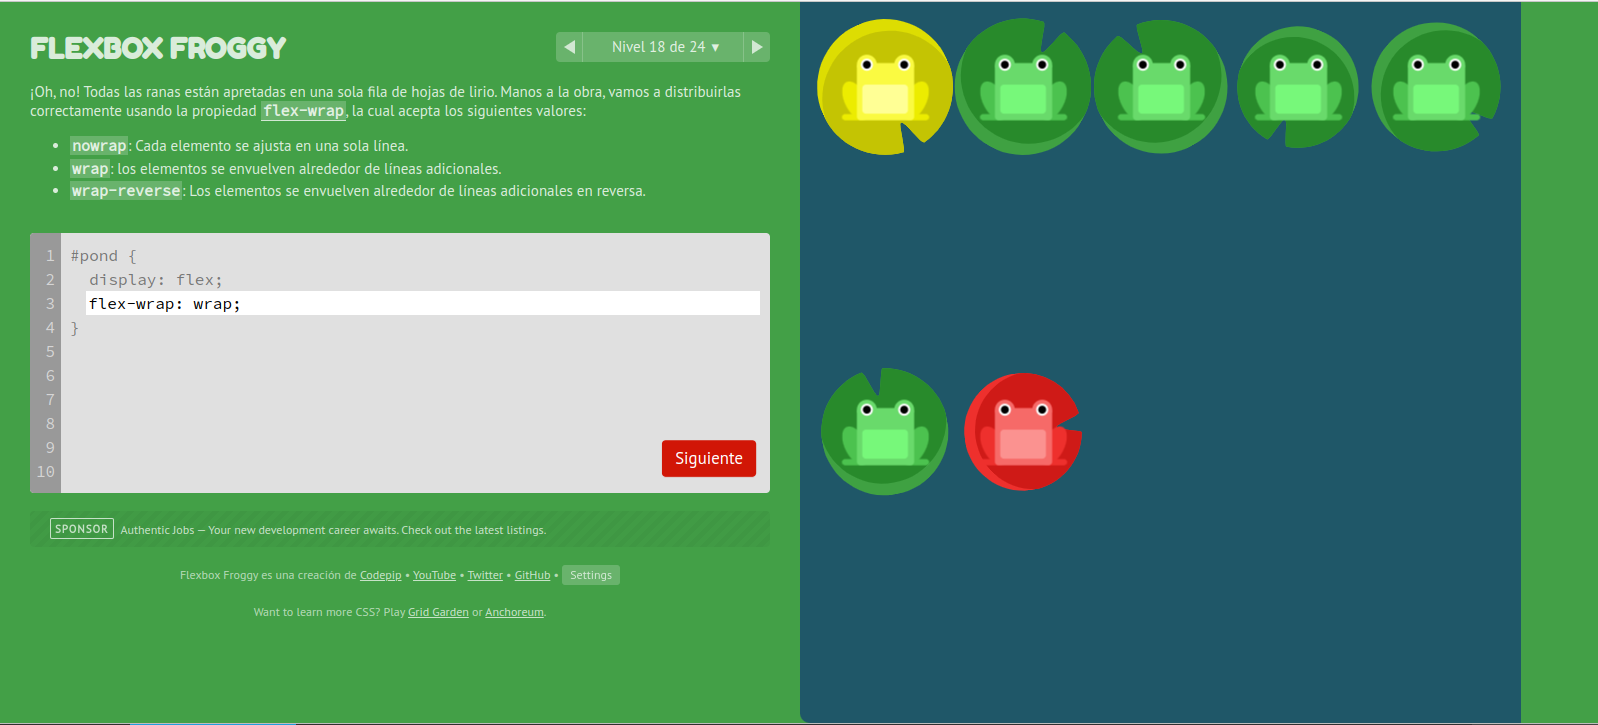 FLEXBOX FROGGY
Nivel 18 de 24 ▾
¡Oh, no! Todas las ranas están apretadas en una sola fila de hojas de lirio. Manos a la obra, vamos a distribuirlas
correctamente usando la propiedad flex-wrap, la cual acepta los siguientes valores:
• nowrap: Cada elemento se ajusta en una sola línea.
• wrap: los elementos se envuelven alrededor de líneas adicionales.
• wrap-reverse: Los elementos se envuelven alrededor de líneas adicionales en reversa.
1 #pond {
2 display: flex;
3 flex-wrap: wrap;
4 }
5
6
7
8
9
10
Siguiente
SPONSOR Authentic Jobs — Your new development career awaits. Check out the latest listings.
Flexbox Froggy es una creación de Codepip • YouTube • Twitter • GitHub • Settings
Want to learn more CSS? Play Grid Garden or Anchoreum.